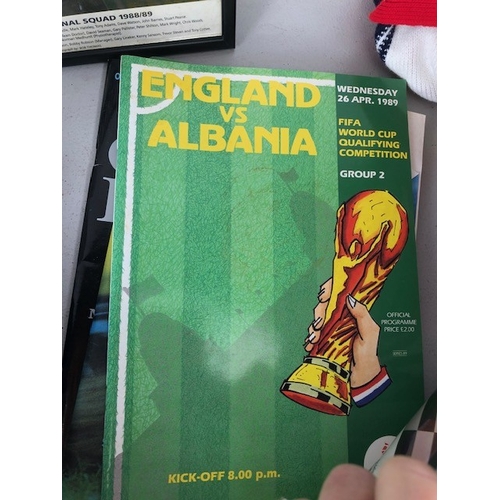 NAL SQUAD 1988/89
ENGLAND
VS
ALBANIA
WEDNESDAY
26 APR. 1989
FIFA
WORLD CUP
QUALIFYING
COMPETITION
GROUP 2
OFFICIAL
PROGRAMME
PRICE £2.00
KICK-OFF 8.00 p.m.